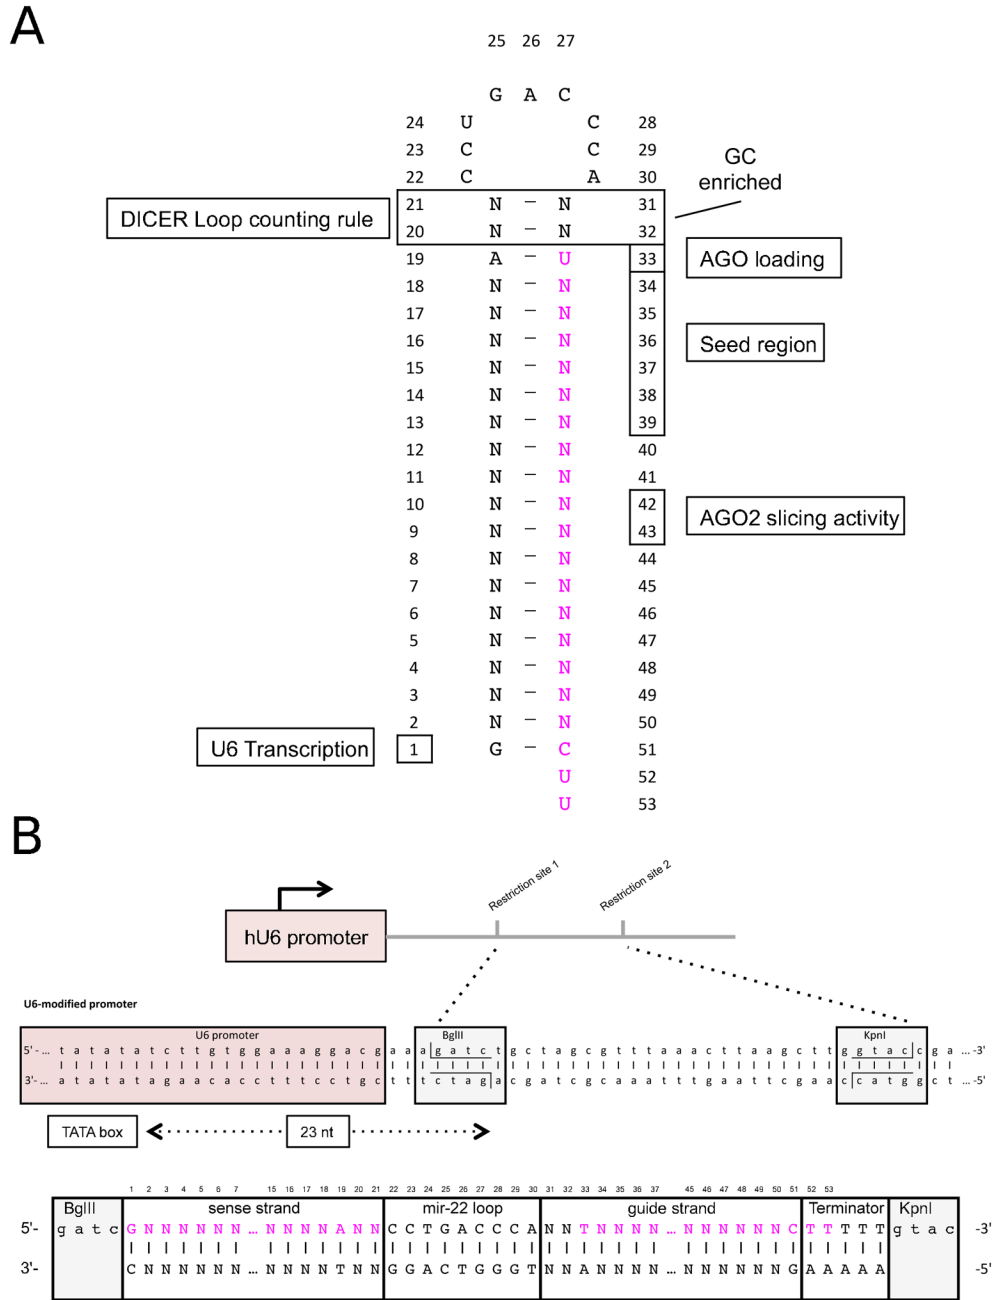 A
25 26 27
G A C
24 U C 28
23 C C 29
22 C A 30
GC
enriched
DICER Loop counting rule
21 N – N 31
20 N – N 32
19 A – U 33
AGO loading
18 N – N 34
17 N – N 35
16 N – N 36
Seed region
15 N – N 37
14 N – N 38
13 N – N 39
12 N – N 40
11 N – N 41
10 N – N 42
AGO2 slicing activity
9 N – N 43
8 N – N 44
7 N – N 45
6 N – N 46
5 N – N 47
4 N – N 48
3 N – N 49
2 N – N 50
U6 Transcription
1 G – C 51
U 52
U 53
B
Restriction site 1
Restriction site 2
hU6 promoter
U6-modified promoter
U6 promoter
BglII
KpnI
5' - ... t a t a t a t c t t g t g g a a a g g a c g a a a g a t c t g c t a g c g t t t a a a c t t a a g c t t g g t a c c g a ... -3'
3'- ... a t a t a t a g a a c a c c t t t c c t g c t t t c t a g a c g a t c g c a a a t t t g a a t t c g a a c c a t g g c t ... -5'
TATA box
23 nt
1 2 3 4 5 6 7 15 16 17 18 19 20 21 22 23 24 25 26 27 28 29 30 31 32 33 34 35 36 37 45 46 47 48 49 50 51 52 53
BglII
sense strand
mir-22 loop
guide strand
Terminator
KpnI
5'- g a t c G N N N N N N ... N N N N A N N C C T G A C C C A N N T N N N N ... N N N N N N C T T T T T g t a c -3'
3'- C N N N N N N ... N N N N T N N G G A C T G G G T N N A N N N N ... N N N N N N G A A A A A -5'